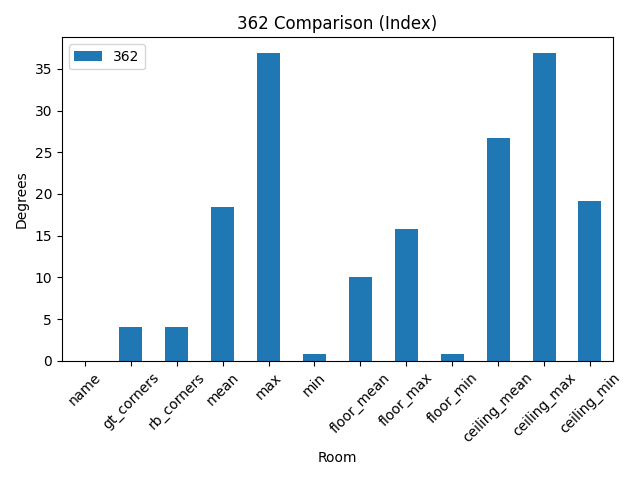 362 Comparison (Index)
362
Degrees
35
30
25
20
15
10
5
0
name
gt_corners
rb_corners
mean
max
min
floor_mean
floor_max
floor_min
ceiling_mean
ceiling_max
ceiling_min
Room